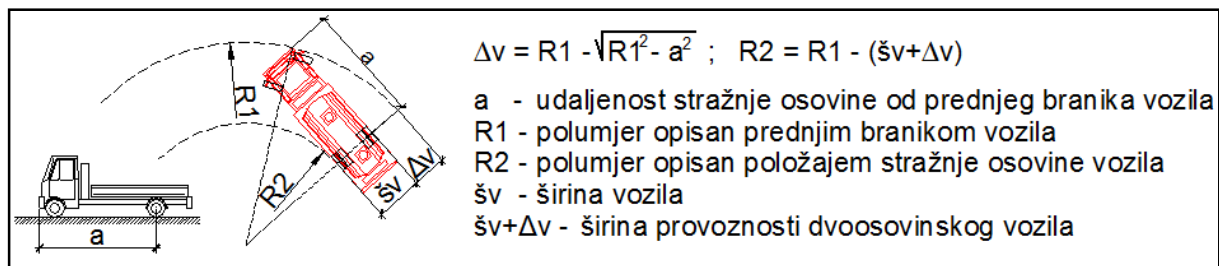 a
R1
R2
šv
Δv
a
Δv = R1 - √R1² - a² ; R2 = R1 - (šv+Δv)
a - udaljenost stražnje osovine od prednjeg branika vozila
R1 - polumjer opisan prednjim branikom vozila
R2 - polumjer opisan položajem stražnje osovine vozila
šv - širina vozila
šv+Δv - širina provoznosti dvoosovinskog vozila